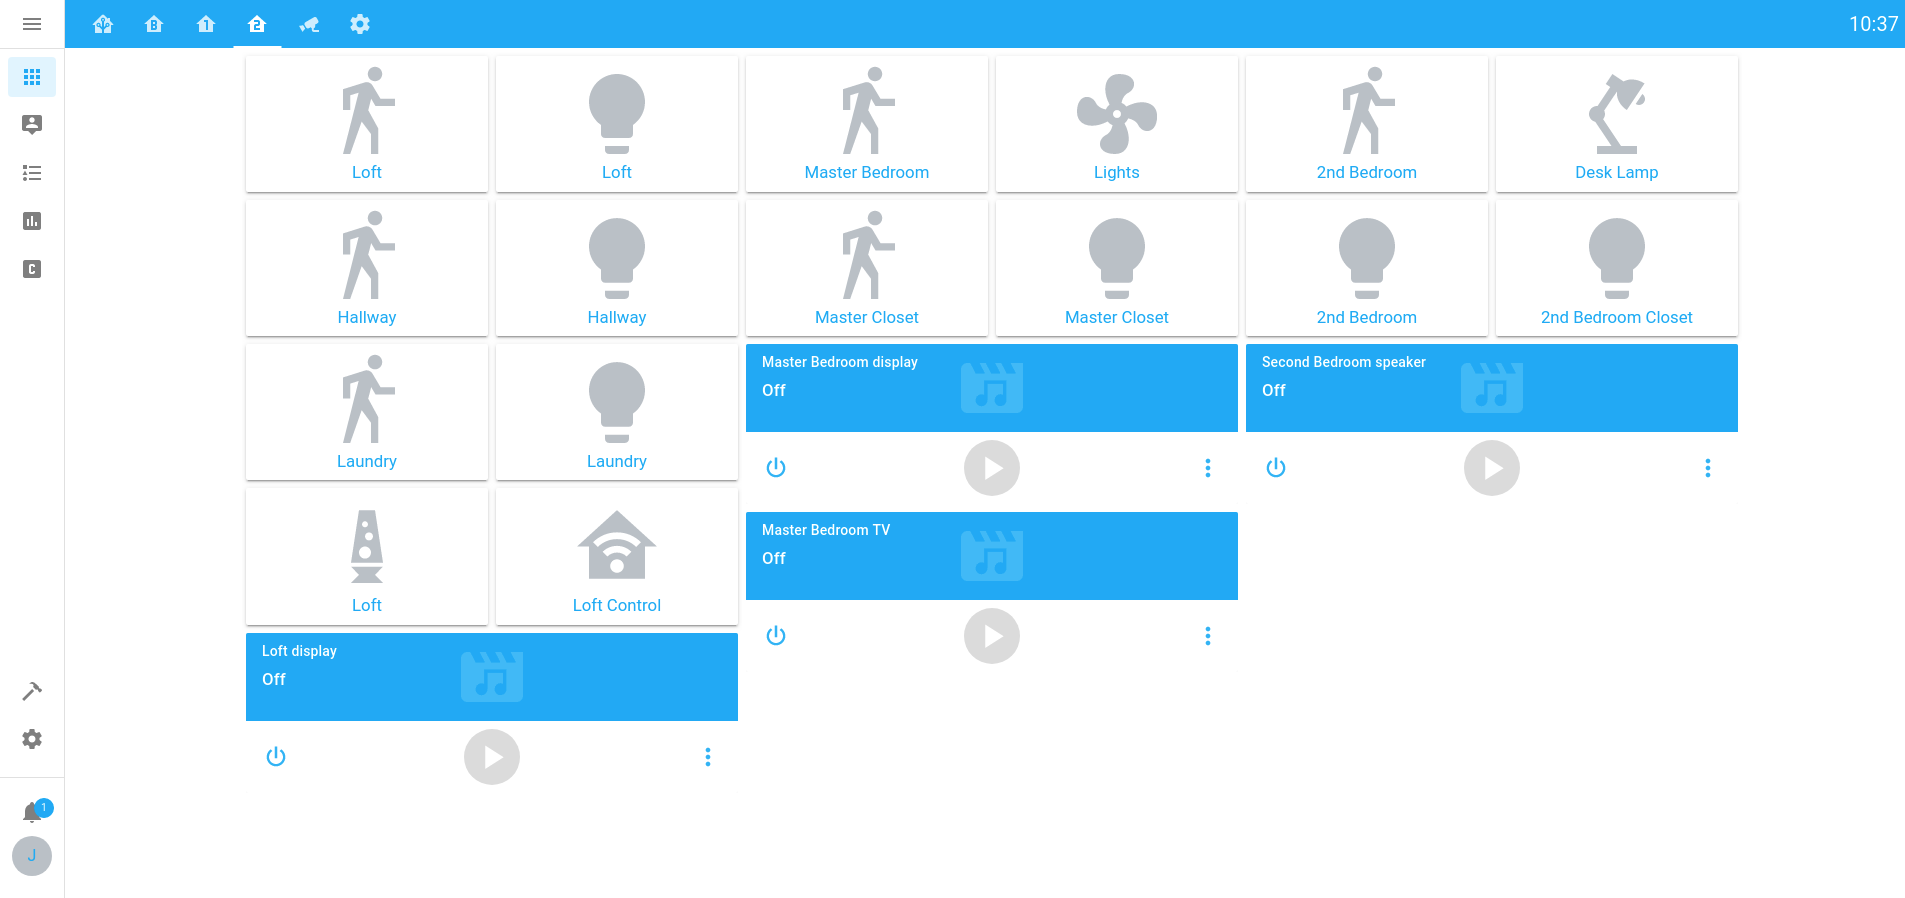 B
1
2
10:37
Loft
Loft
Master Bedroom
Lights
2nd Bedroom
Desk Lamp
Hallway
Hallway
Master Closet
Master Closet
2nd Bedroom
2nd Bedroom Closet
C
Laundry
Laundry
Master Bedroom display
Off
Second Bedroom speaker
Off
Loft
Loft Control
Master Bedroom TV
Off
Loft display
Off
1
J